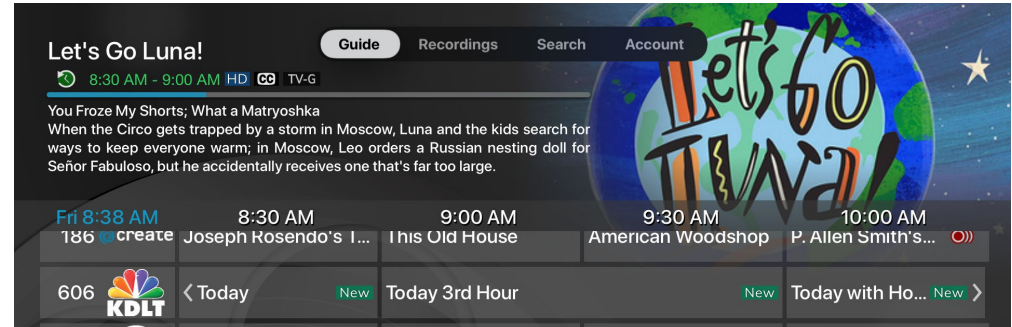 Let's Go Luna!
Guide Recordings Search Account
8:30 AM - 9:00 AM HD CC TV-G
Let's Go Luna!
You Froze My Shorts; What a Matryoshka
When the Circo gets trapped by a storm in Moscow, Luna and the kids search for
ways to keep everyone warm; in Moscow, Leo orders a Russian nesting doll for
Señor Fabuloso, but he accidentally receives one that's far too large.
Fri 8:38 AM 8:30 AM 9:00 AM 9:30 AM 10:00 AM
186 create Joseph Rosendo's T... This Old House American Woodshop P. Allen Smith's...
606 KDLT Today New Today 3rd Hour New Today with Ho... New